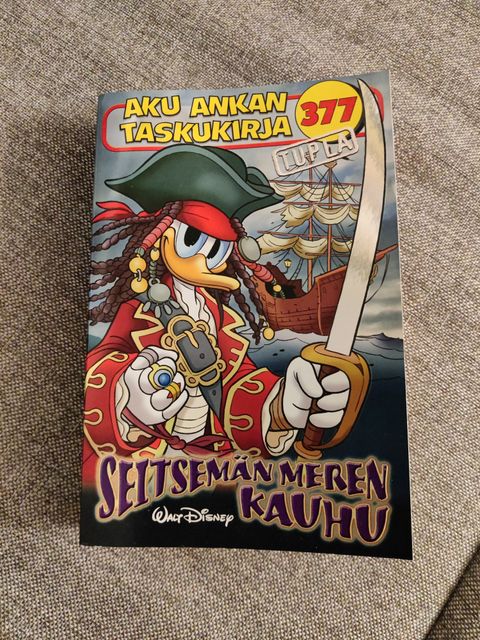 AKU ANKAN
TASKUKIRJA
377
TUPLA
SEITSEMÄN MEREN
KAUHU
WALT DISNEY